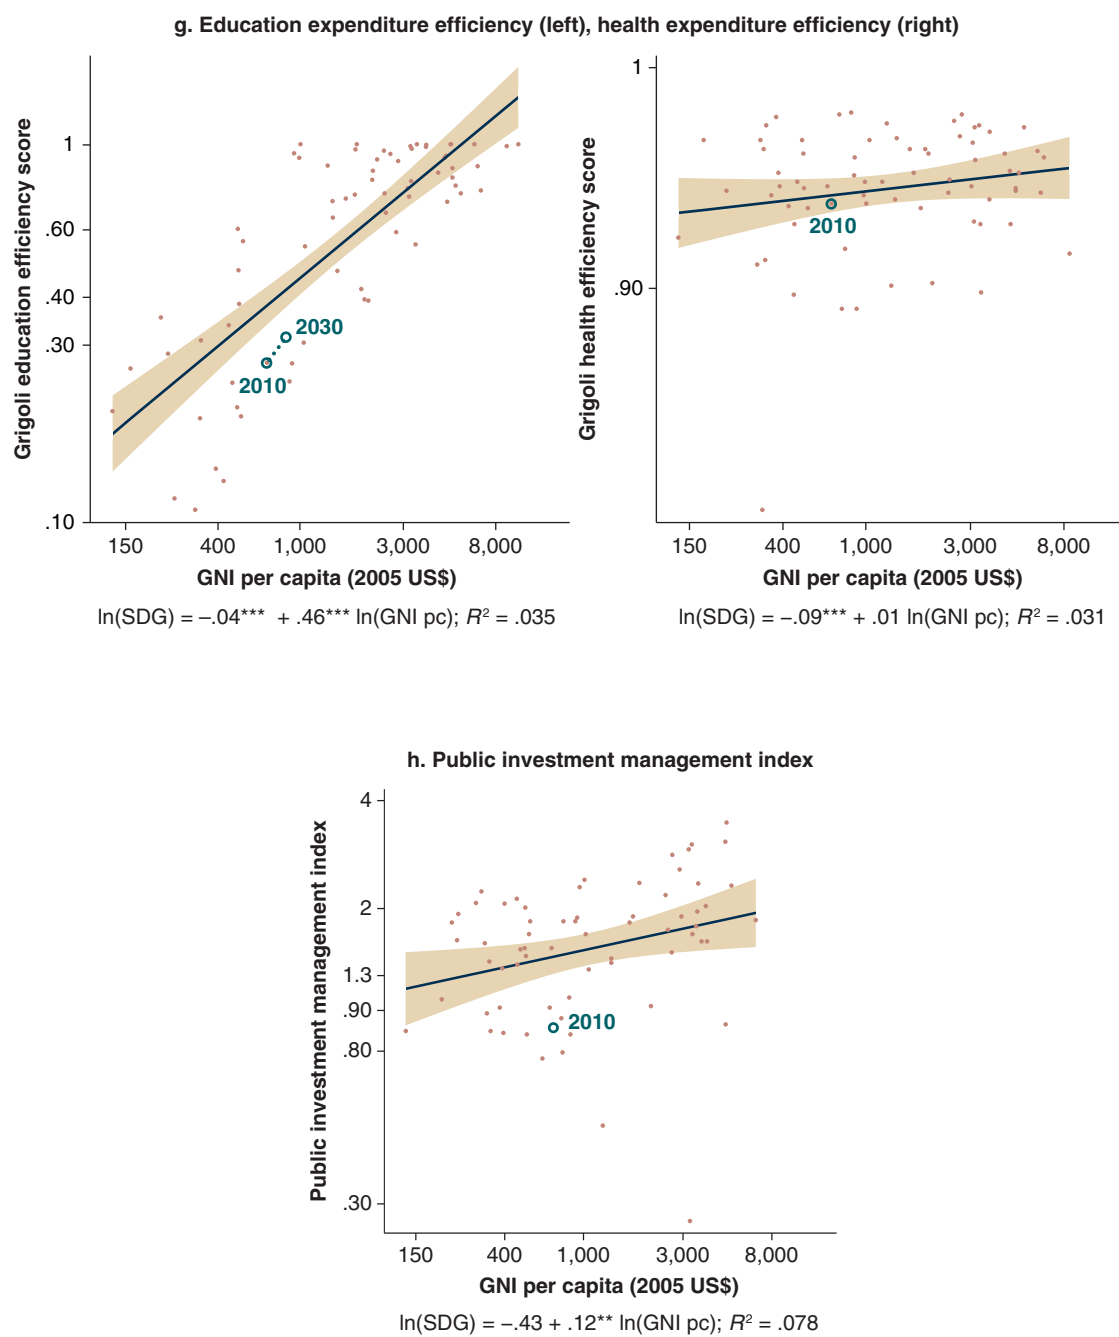 g. Education expenditure efficiency (left), health expenditure efficiency (right)
Grigoli education efficiency score
1
.60
.40
.30
.10
2030
2010
150 400 1,000 3,000 8,000
GNI per capita (2005 US$)
ln(SDG) = –.04*** + .46*** ln(GNI pc); R² = .035
Grigoli health efficiency score
1
.90
2010
150 400 1,000 3,000 8,000
GNI per capita (2005 US$)
ln(SDG) = –.09*** + .01 ln(GNI pc); R² = .031
h. Public investment management index
Public investment management index
4
2
1.3
.90
.80
.30
2010
150 400 1,000 3,000 8,000
GNI per capita (2005 US$)
ln(SDG) = –.43 + .12** ln(GNI pc); R² = .078